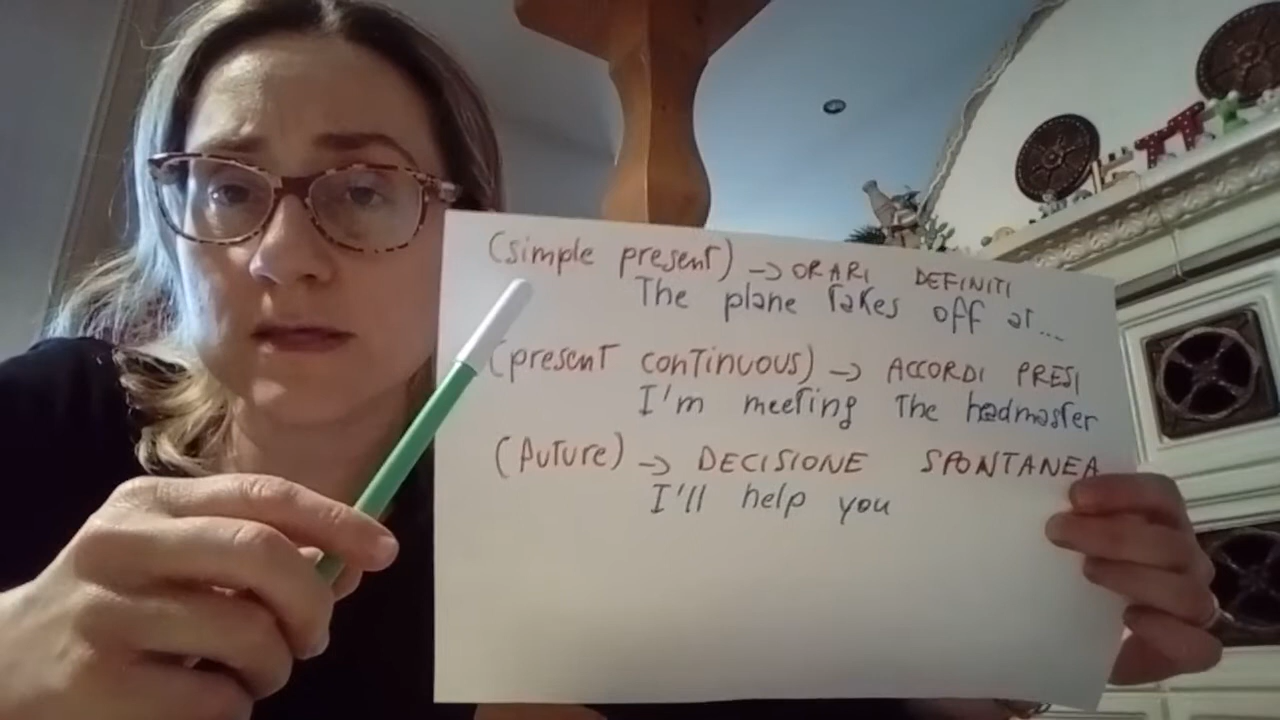 (simple present) → ORARI DEFINITI
The plane takes off at...
(present continuous) → ACCORDI PRESI
I'm meeting the headmaster
(future) → DECISIONE SPONTANEA
I'll help you